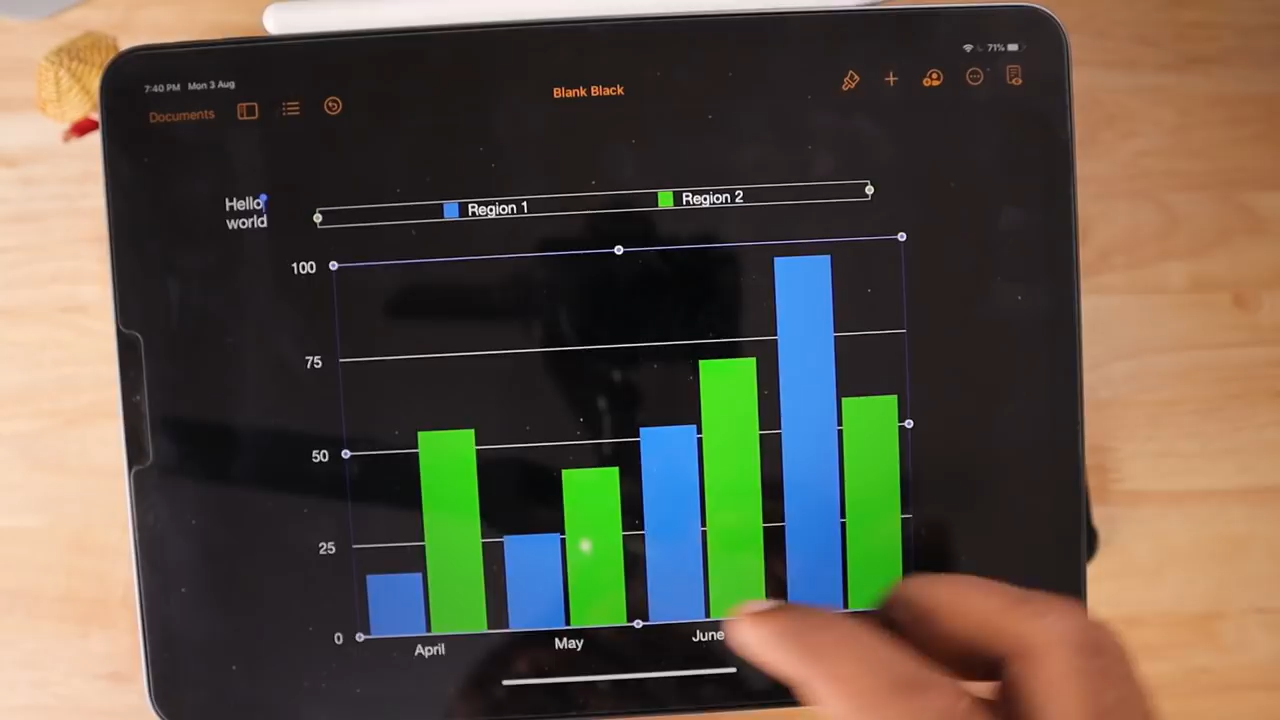 7:40 PM Mon 3 Aug
71%
Documents
Blank Black
Hello
world
Region 1
Region 2
100
75
50
25
0
April
May
June